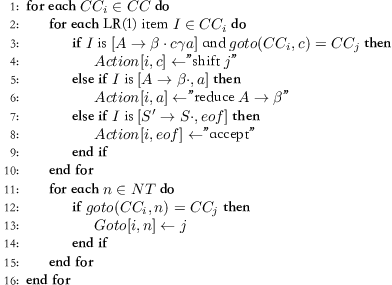 1: for each CC_i ∈ CC do
2: for each LR(1) item I ∈ CC_i do
3: if I is [A → β · cγa] and goto(CC_i, c) = CC_j then
4: Action[i, c] ←"shift j"
5: else if I is [A → β·, a] then
6: Action[i, a] ←"reduce A → β"
7: else if I is [S′ → S·, eof] then
8: Action[i, eof] ←"accept"
9: end if
10: end for
11: for each n ∈ NT do
12: if goto(CC_i, n) = CC_j then
13: Goto[i, n] ← j
14: end if
15: end for
16: end for